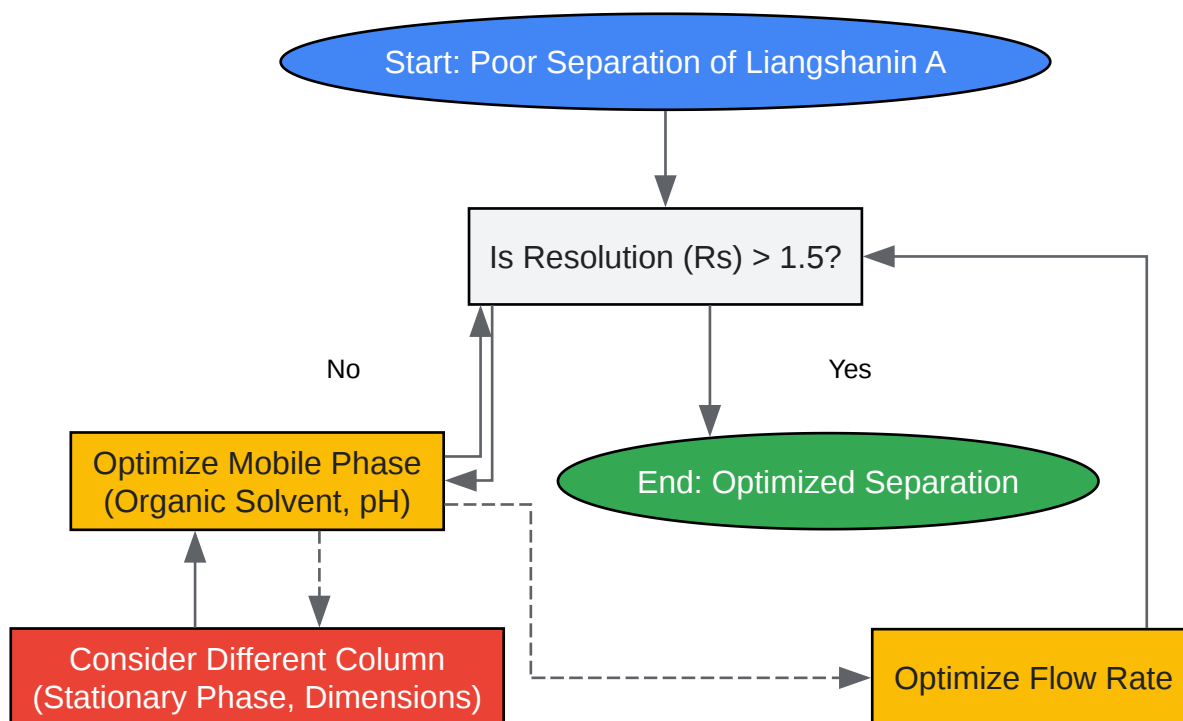 Start: Poor Separation of Liangshanin A
Is Resolution (Rs) > 1.5?
No
Yes
Optimize Mobile Phase
(Organic Solvent, pH)
End: Optimized Separation
Consider Different Column
(Stationary Phase, Dimensions)
Optimize Flow Rate